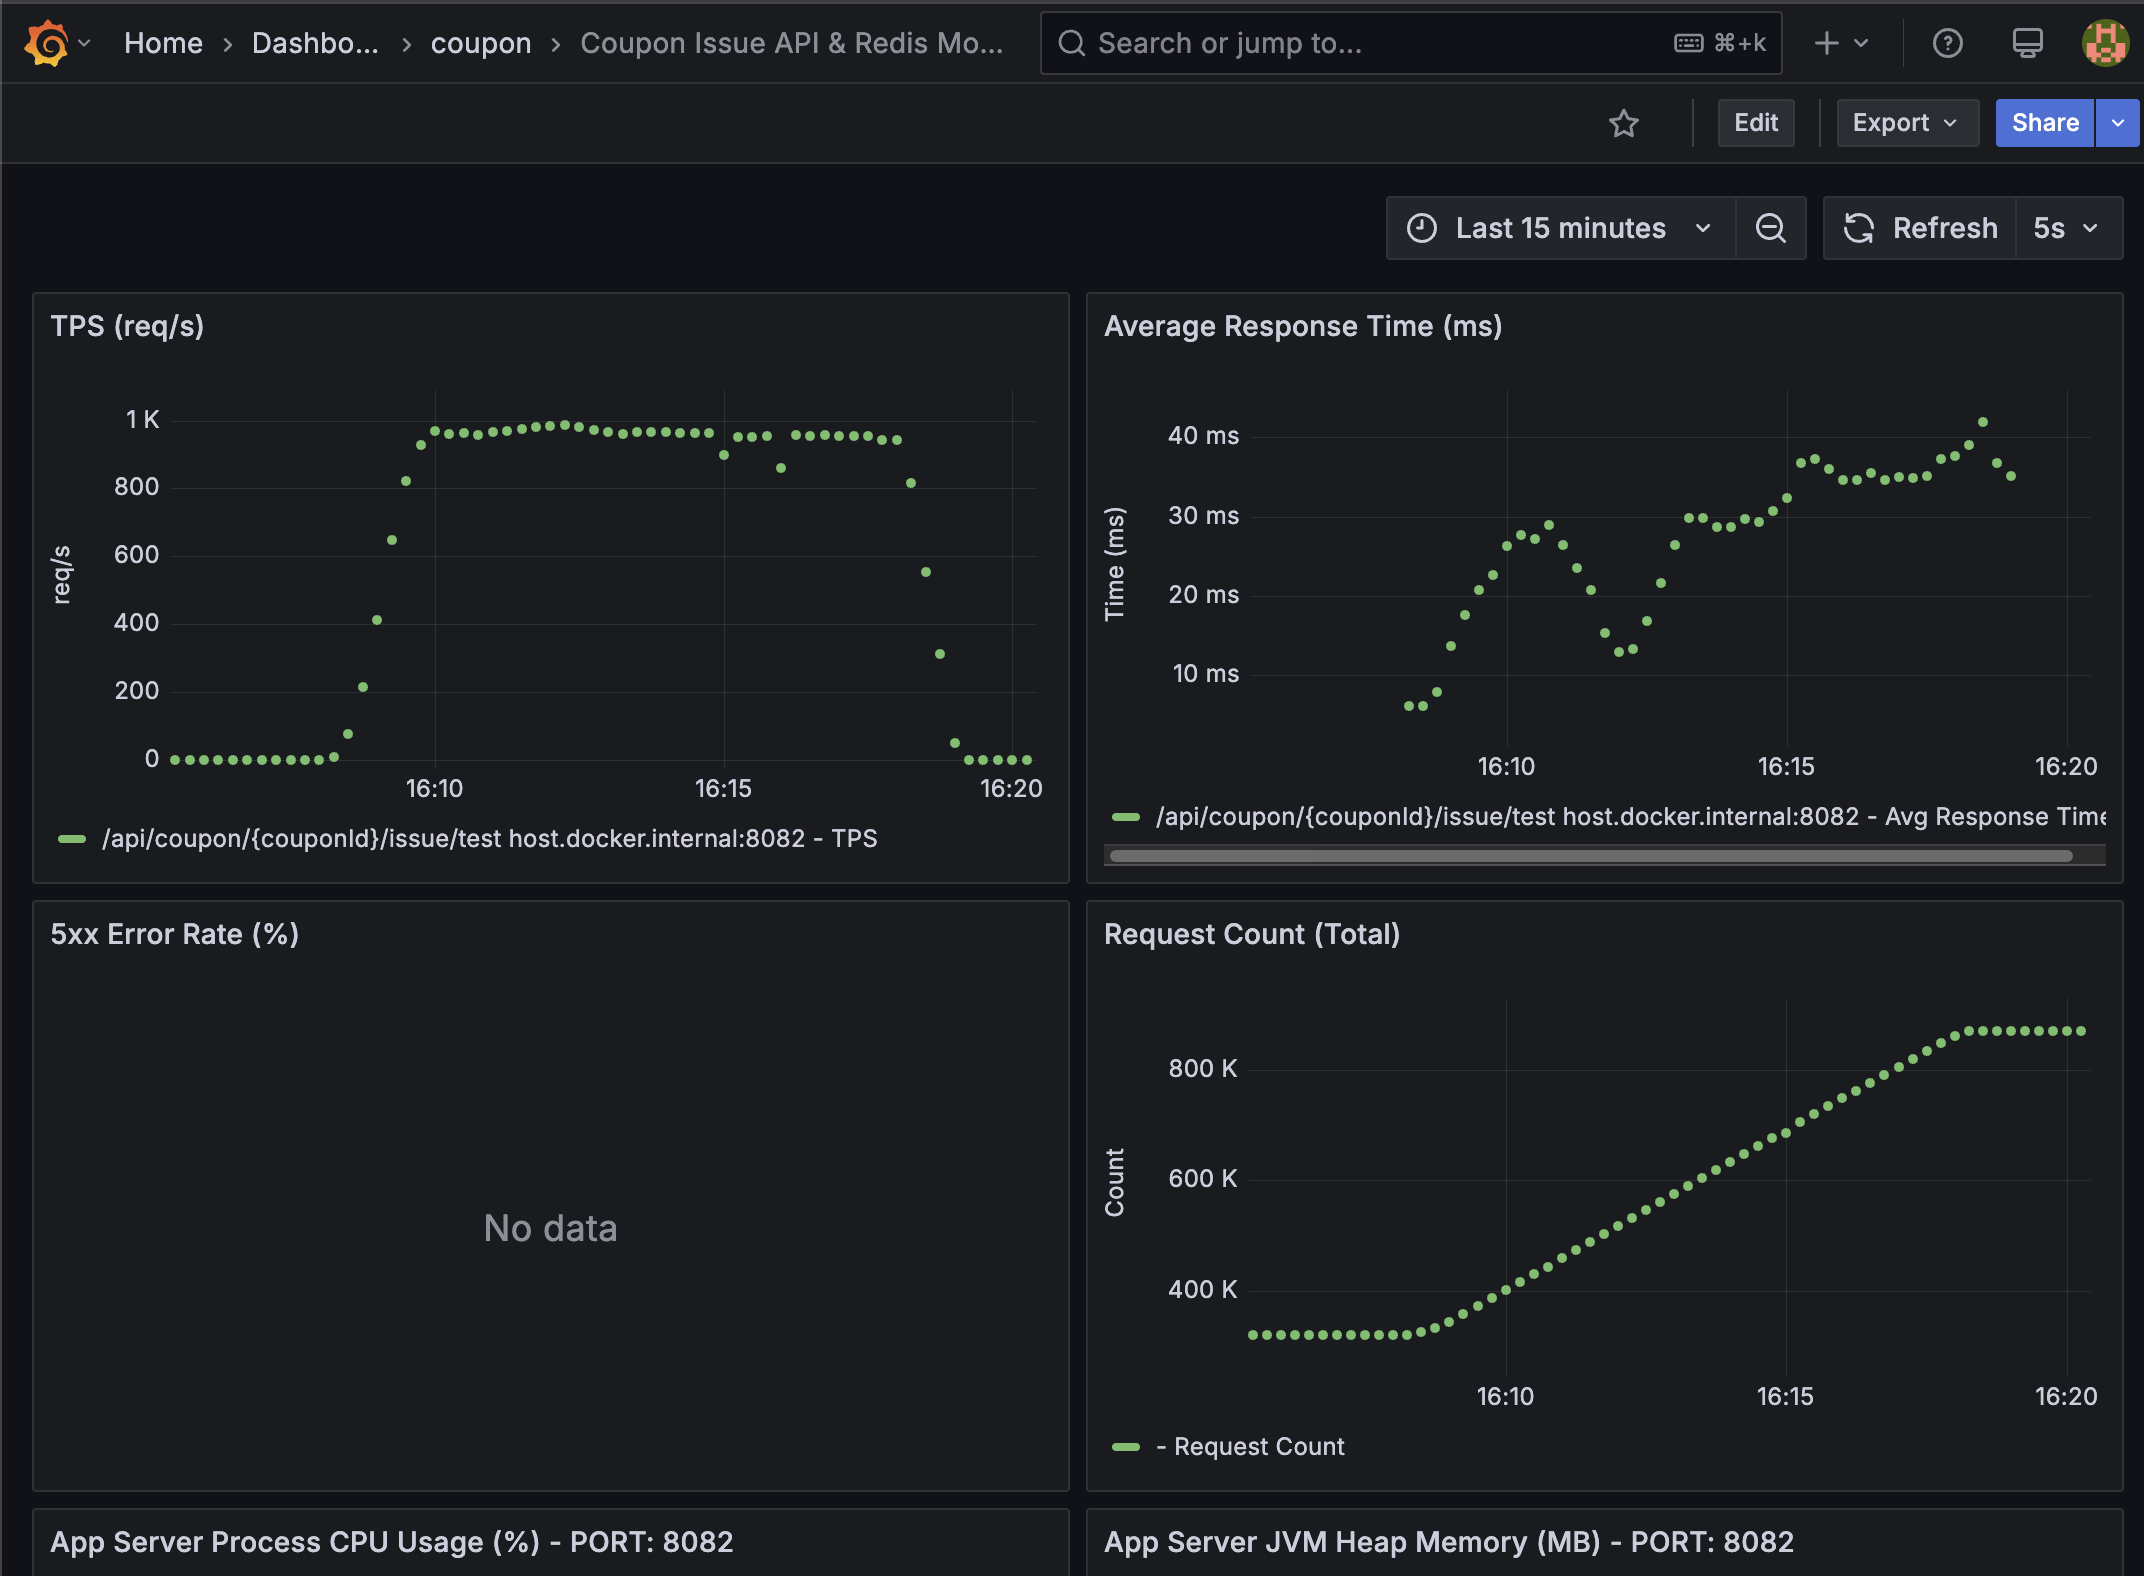 Home › Dashbo... › coupon › Coupon Issue API & Redis Mo...
Search or jump to...
⌘+k
Edit
Export
Share
Last 15 minutes
Refresh
5s
TPS (req/s)
req/s
1 K
800
600
400
200
0
16:10
16:15
16:20
/api/coupon/{couponId}/issue/test host.docker.internal:8082 - TPS
Average Response Time (ms)
Time (ms)
40 ms
30 ms
20 ms
10 ms
16:10
16:15
16:20
/api/coupon/{couponId}/issue/test host.docker.internal:8082 - Avg Response Time
5xx Error Rate (%)
No data
Request Count (Total)
Count
800 K
600 K
400 K
16:10
16:15
16:20
- Request Count
App Server Process CPU Usage (%) - PORT: 8082
App Server JVM Heap Memory (MB) - PORT: 8082